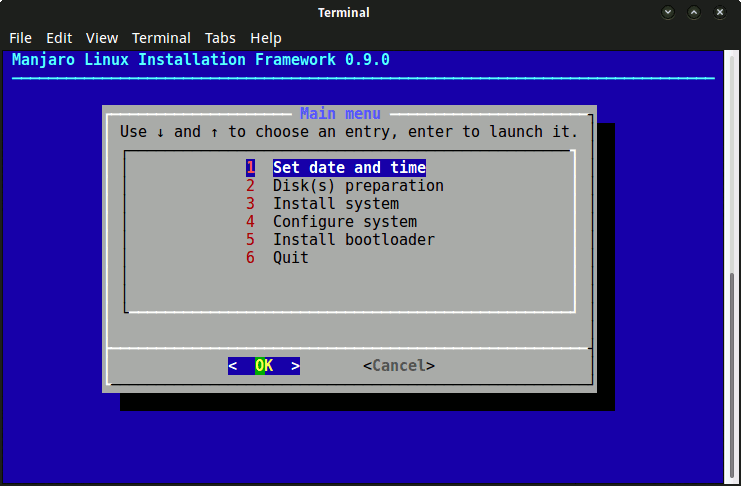 Terminal
File Edit View Terminal Tabs Help
Manjaro Linux Installation Framework 0.9.0
Main menu
Use ↓ and ↑ to choose an entry, enter to launch it.
1 Set date and time
2 Disk(s) preparation
3 Install system
4 Configure system
5 Install bootloader
6 Quit
< OK > <Cancel>